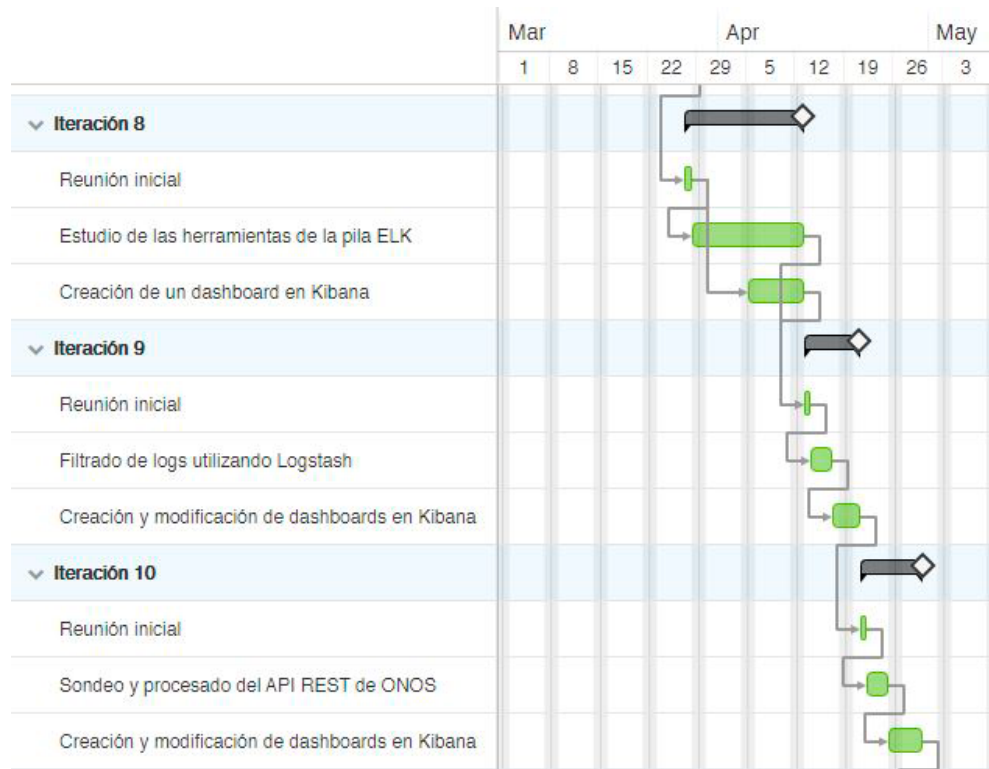 Mar Apr May
1 8 15 22 29 5 12 19 26 3
Iteración 8
Reunión inicial
Estudio de las herramientas de la pila ELK
Creación de un dashboard en Kibana
Iteración 9
Reunión inicial
Filtrado de logs utilizando Logstash
Creación y modificación de dashboards en Kibana
Iteración 10
Reunión inicial
Sondeo y procesado del API REST de ONOS
Creación y modificación de dashboards en Kibana